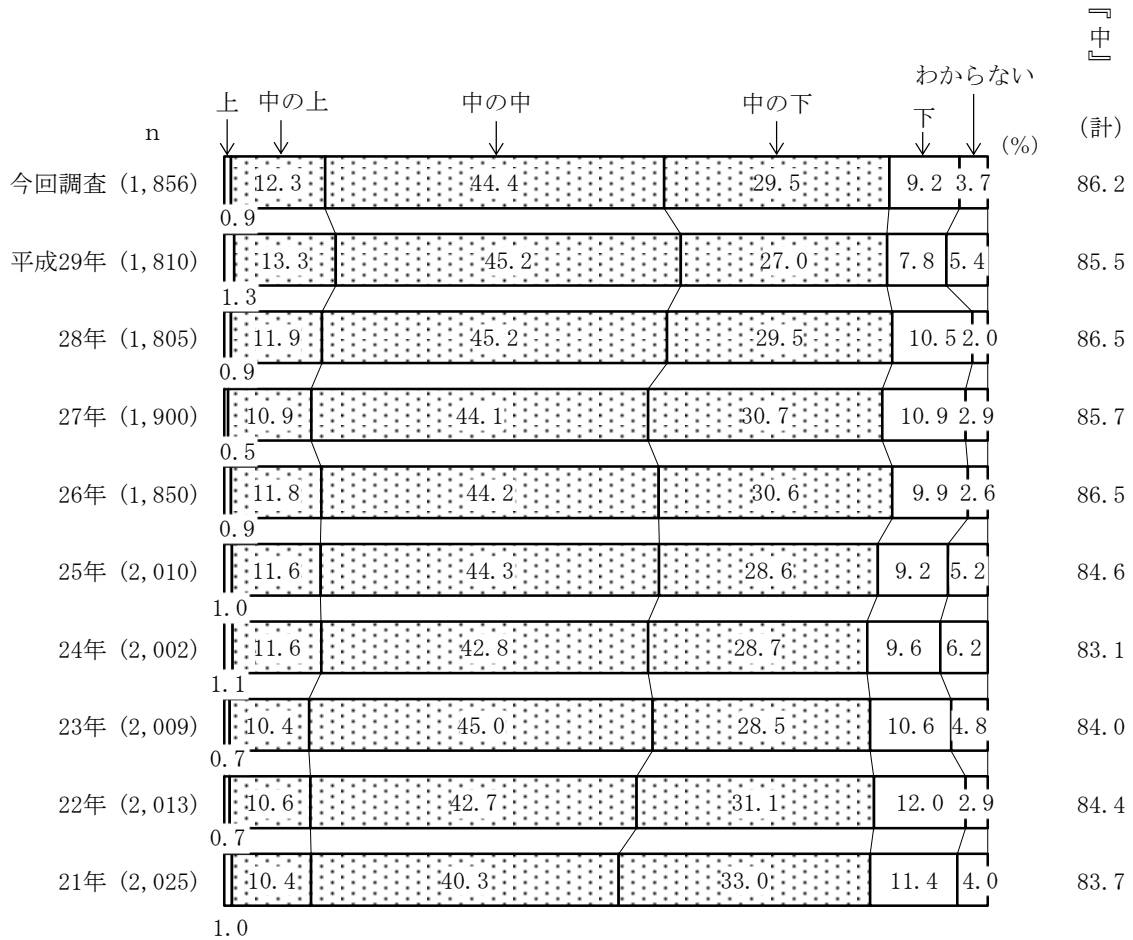 『中』
(計)
わからない
上 中の上 中の中 中の下 下
n (%)
今回調査 (1,856) 12.3 44.4 29.5 9.2 3.7 86.2
0.9
平成29年 (1,810) 13.3 45.2 27.0 7.8 5.4 85.5
1.3
28年 (1,805) 11.9 45.2 29.5 10.5 2.0 86.5
0.9
27年 (1,900) 10.9 44.1 30.7 10.9 2.9 85.7
0.5
26年 (1,850) 11.8 44.2 30.6 9.9 2.6 86.5
0.9
25年 (2,010) 11.6 44.3 28.6 9.2 5.2 84.6
1.0
24年 (2,002) 11.6 42.8 28.7 9.6 6.2 83.1
1.1
23年 (2,009) 10.4 45.0 28.5 10.6 4.8 84.0
0.7
22年 (2,013) 10.6 42.7 31.1 12.0 2.9 84.4
0.7
21年 (2,025) 10.4 40.3 33.0 11.4 4.0 83.7
1.0